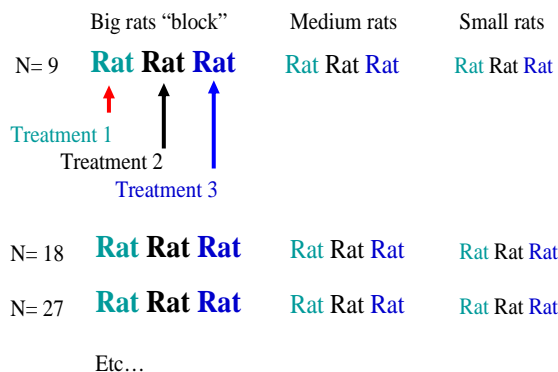 Big rats “block” Medium rats Small rats
N= 9 Rat Rat Rat Rat Rat Rat Rat Rat Rat
Treatment 1
Treatment 2
Treatment 3
N= 18 Rat Rat Rat Rat Rat Rat Rat Rat Rat
N= 27 Rat Rat Rat Rat Rat Rat Rat Rat Rat
Etc…